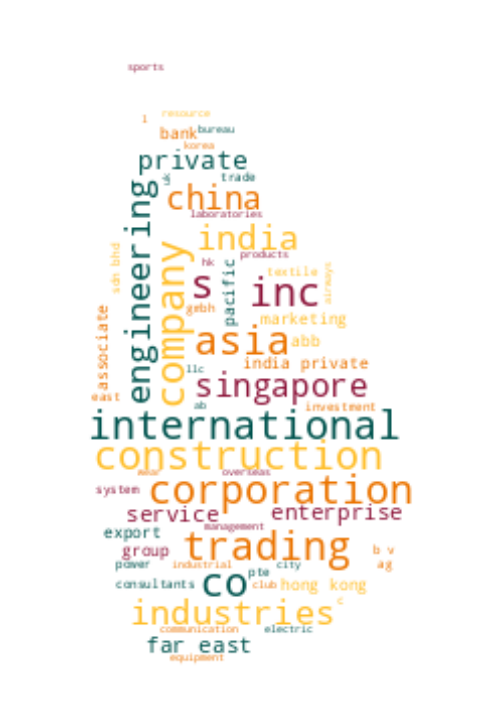 sports
resource
l
bank
bureau
korea
private
uk
trade
engineering
china
laboratories
india
company
sdn bhd
hk
products
pacific
textile
airways
s
inc
associate
gmbh
marketing
asia
abb
india private
llc
singapore
east
ab
investment
international
construction
wear
overseas
system
corporation
service
enterprise
management
export
group
trading
b v
power
industrial
city
ag
pte
consultants
co
club
hong kong
industries
c
communication
electric
far east
equipment